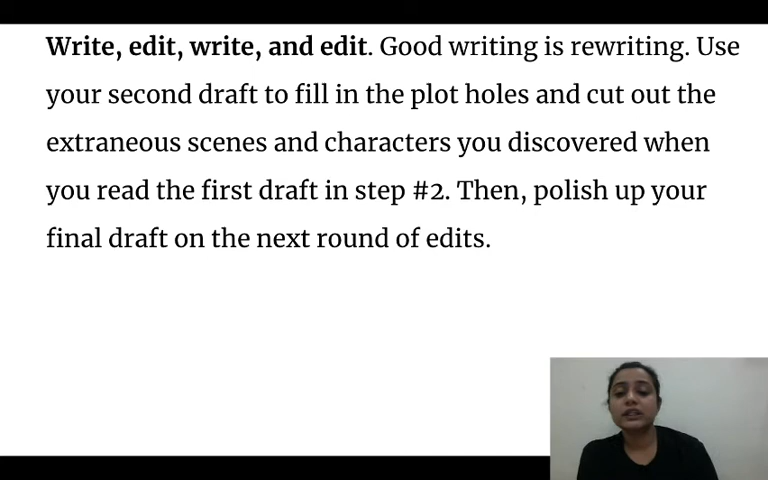 Write, edit, write, and edit. Good writing is rewriting. Use
your second draft to fill in the plot holes and cut out the
extraneous scenes and characters you discovered when
you read the first draft in step #2. Then, polish up your
final draft on the next round of edits.